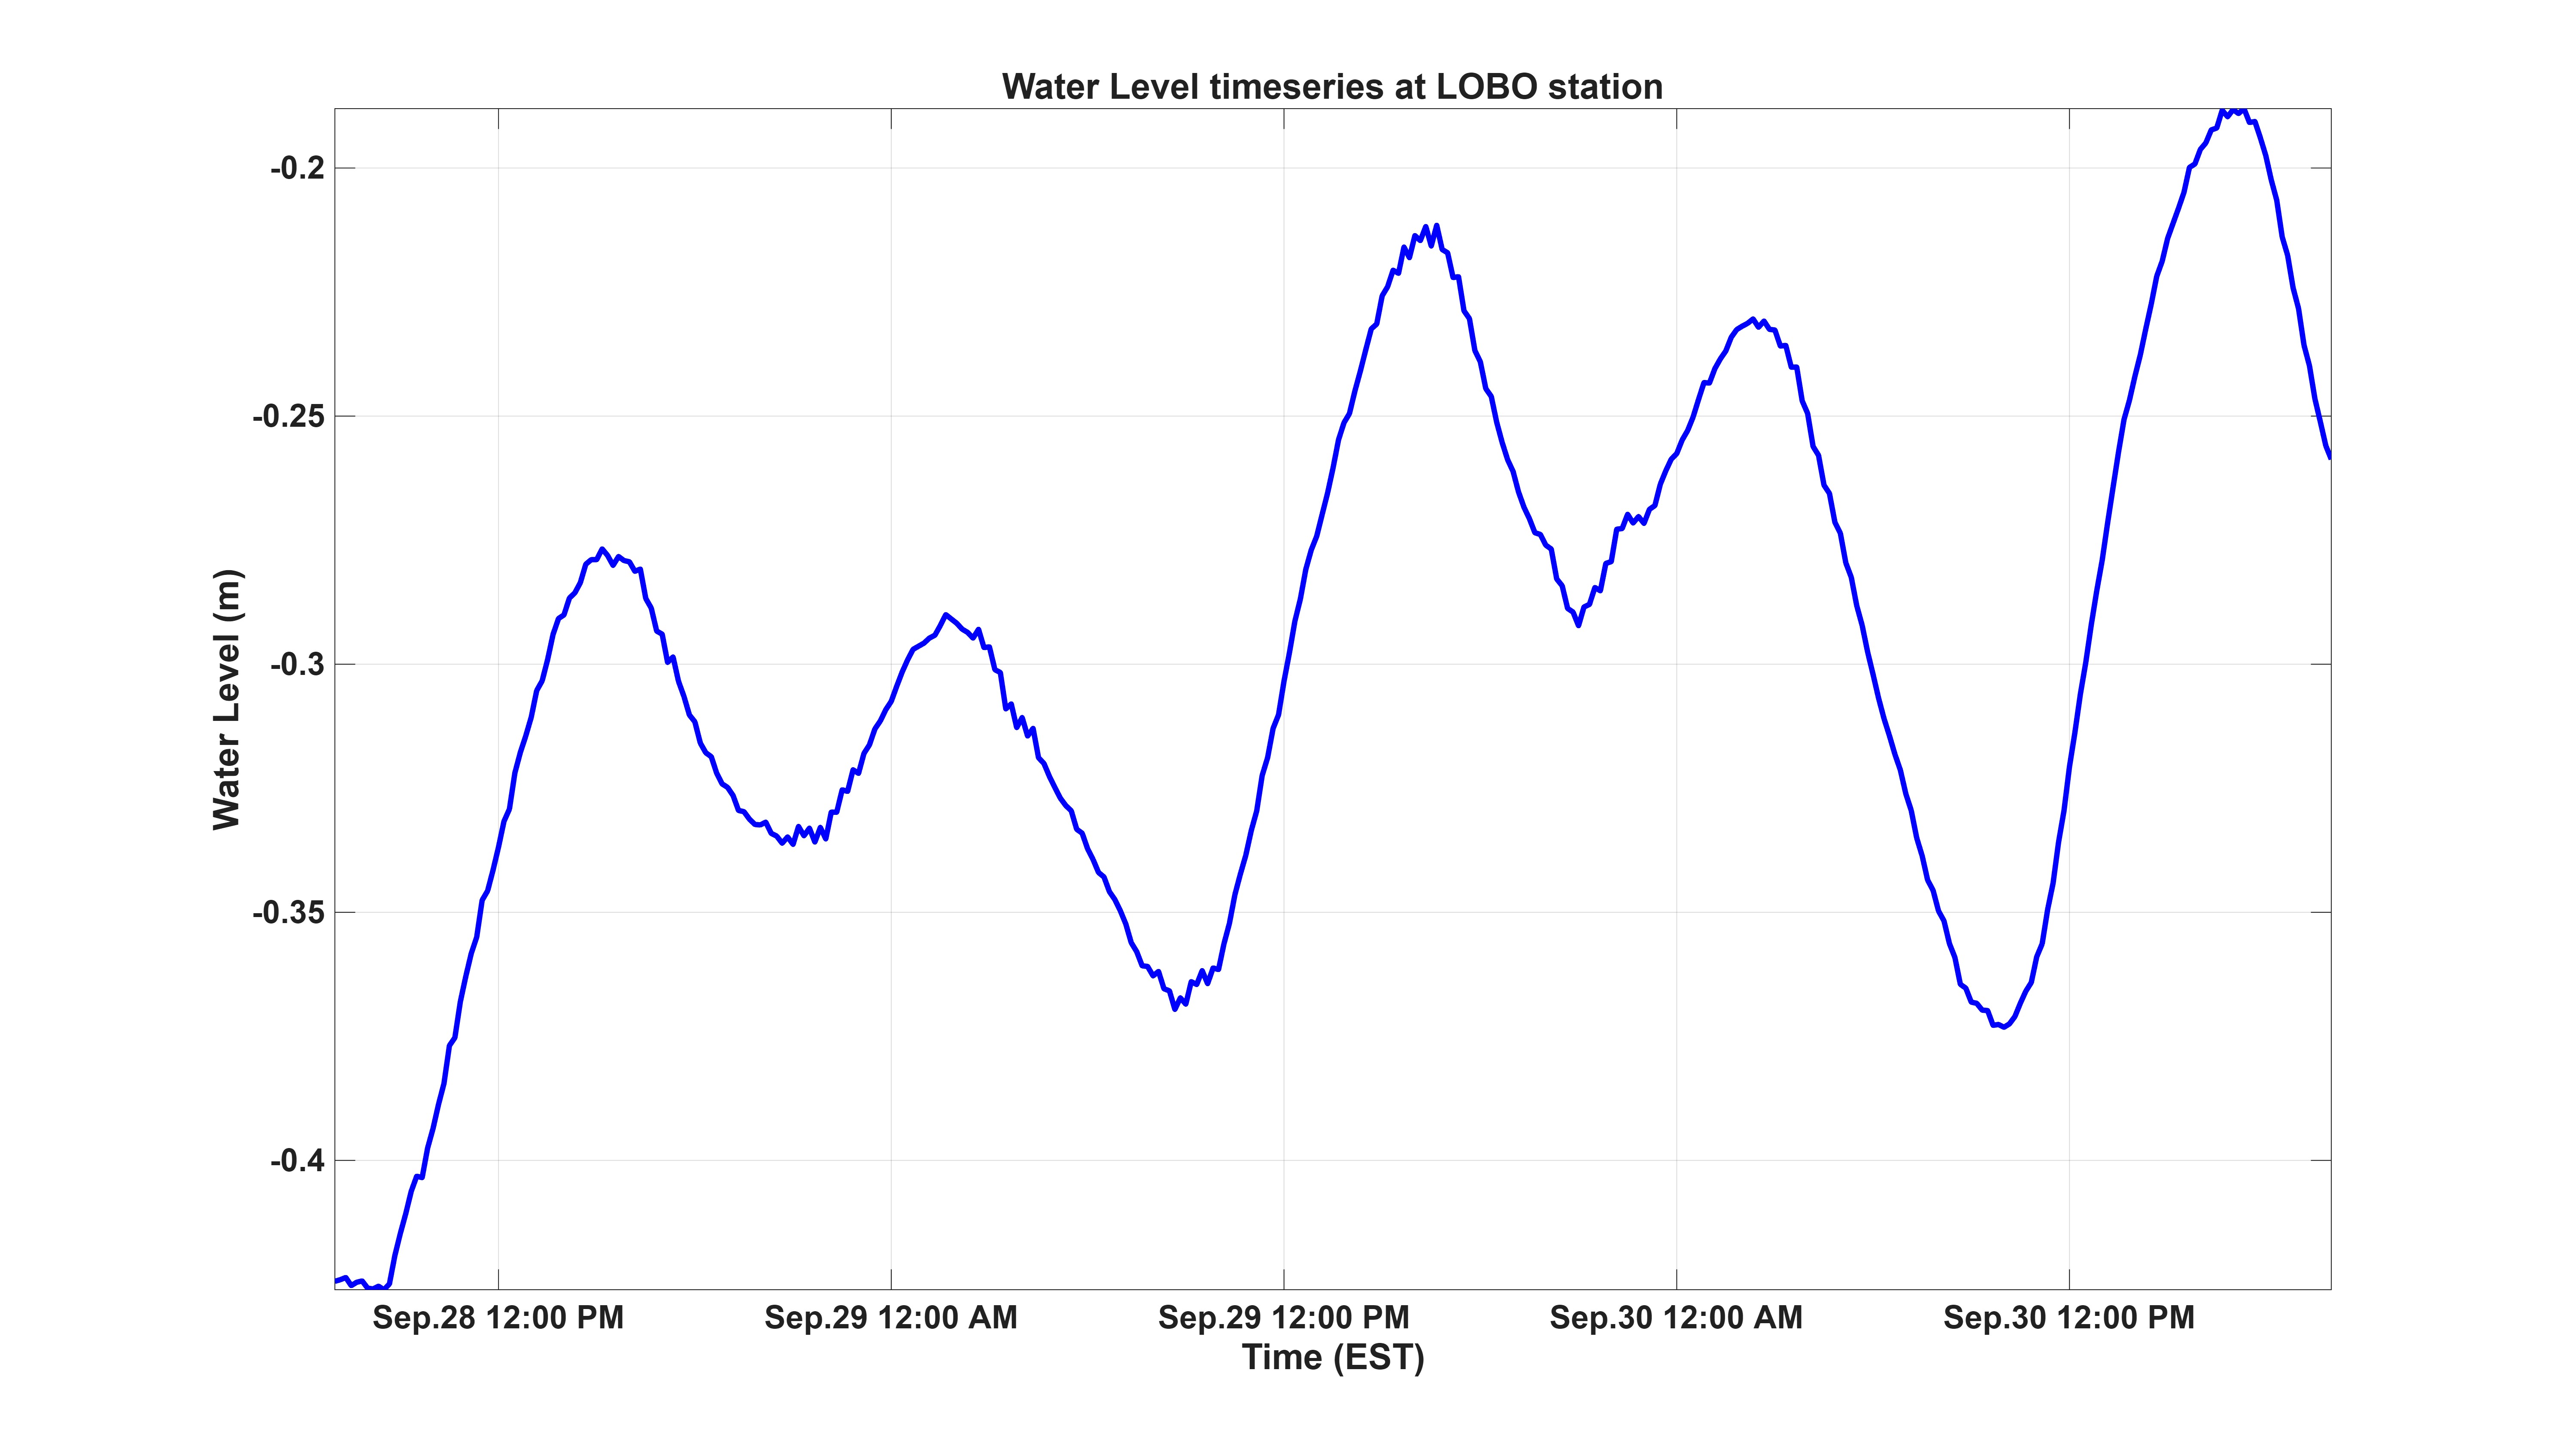 Water Level timeseries at LOBO station
-0.2
-0.25
-0.3
-0.35
-0.4
Water Level (m)
Sep.28 12:00 PM
Sep.29 12:00 AM
Sep.29 12:00 PM
Sep.30 12:00 AM
Sep.30 12:00 PM
Time (EST)